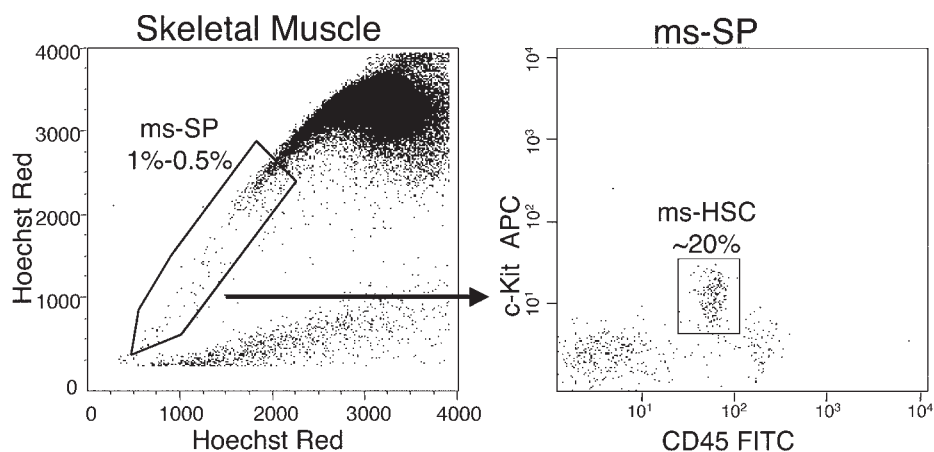 Skeletal Muscle
4000
3000
2000
1000
0
Hoechst Red
ms-SP
1%-0.5%
0 1000 2000 3000 4000
Hoechst Red
ms-SP
10⁴
10³
10²
10¹
c-Kit APC
ms-HSC
~20%
10¹ 10² 10³ 10⁴
CD45 FITC